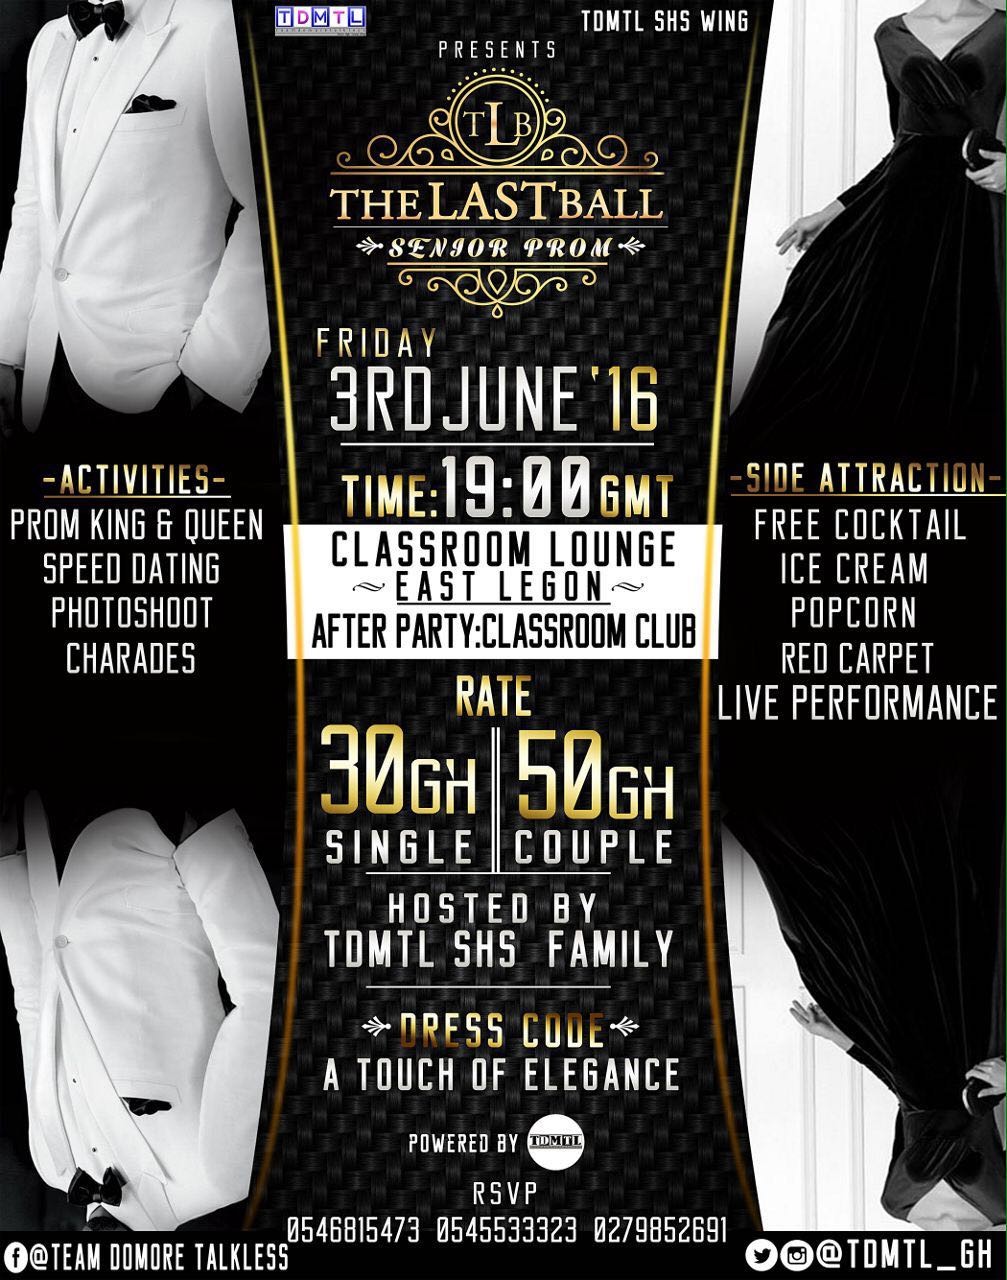 TDMTL
TDMTL SHS WING
PRESENTS
TLB
THE LAST BALL
SENIOR PROM
FRIDAY
3RD JUNE '16
TIME: 19:00 GMT
CLASSROOM LOUNGE
~ EAST LEGON ~
AFTER PARTY:CLASSROOM CLUB
-ACTIVITIES-
PROM KING & QUEEN
SPEED DATING
PHOTOSHOOT
CHARADES
-SIDE ATTRACTION-
FREE COCKTAIL
ICE CREAM
POPCORN
RED CARPET
LIVE PERFORMANCE
RATE
30GH 50GH
SINGLE COUPLE
HOSTED BY
TDMTL SHS FAMILY
DRESS CODE
A TOUCH OF ELEGANCE
POWERED BY TDMTL
RSVP
0546815473 0545533323 0279852691
@TEAM DOMORE TALKLESS
@TDMTL_GH